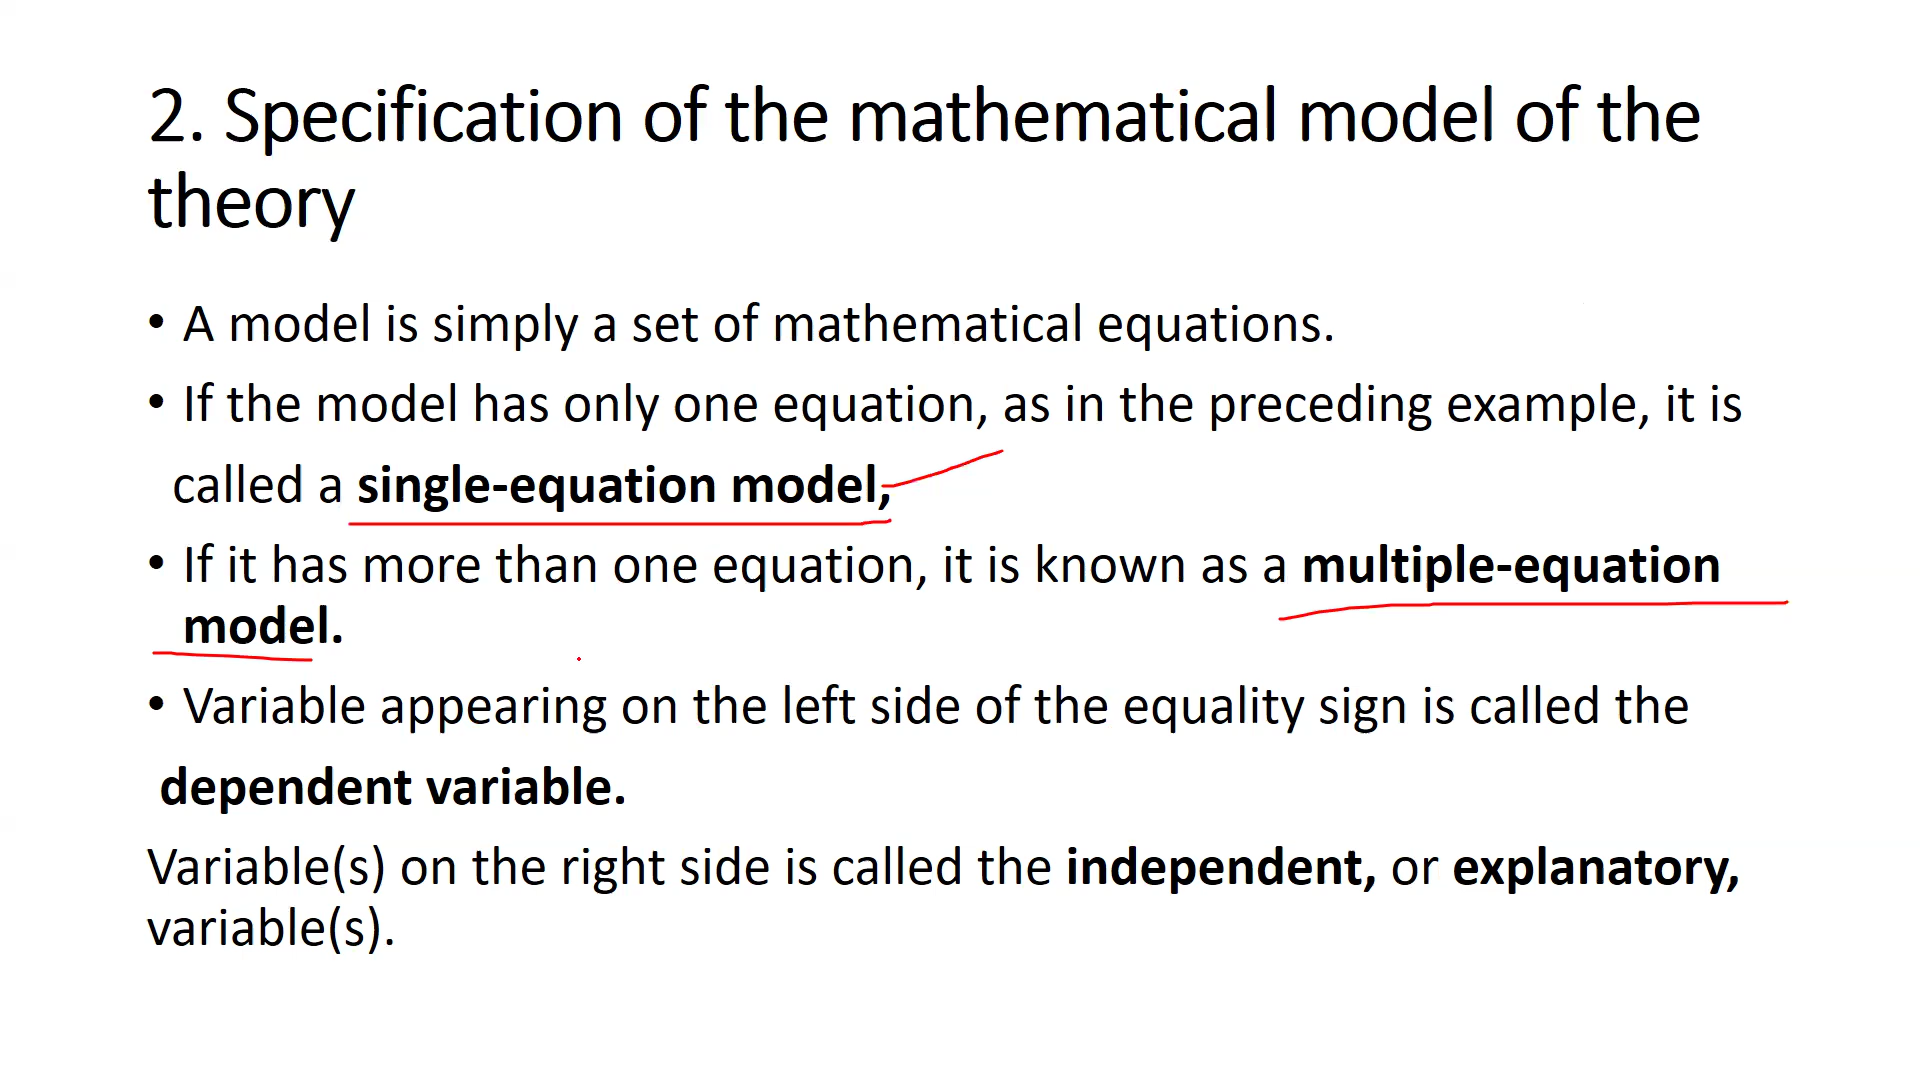 2. Specification of the mathematical model of the
theory
• A model is simply a set of mathematical equations.
• If the model has only one equation, as in the preceding example, it is
called a single-equation model,
• If it has more than one equation, it is known as a multiple-equation
model.
• Variable appearing on the left side of the equality sign is called the
dependent variable.
Variable(s) on the right side is called the independent, or explanatory,
variable(s).